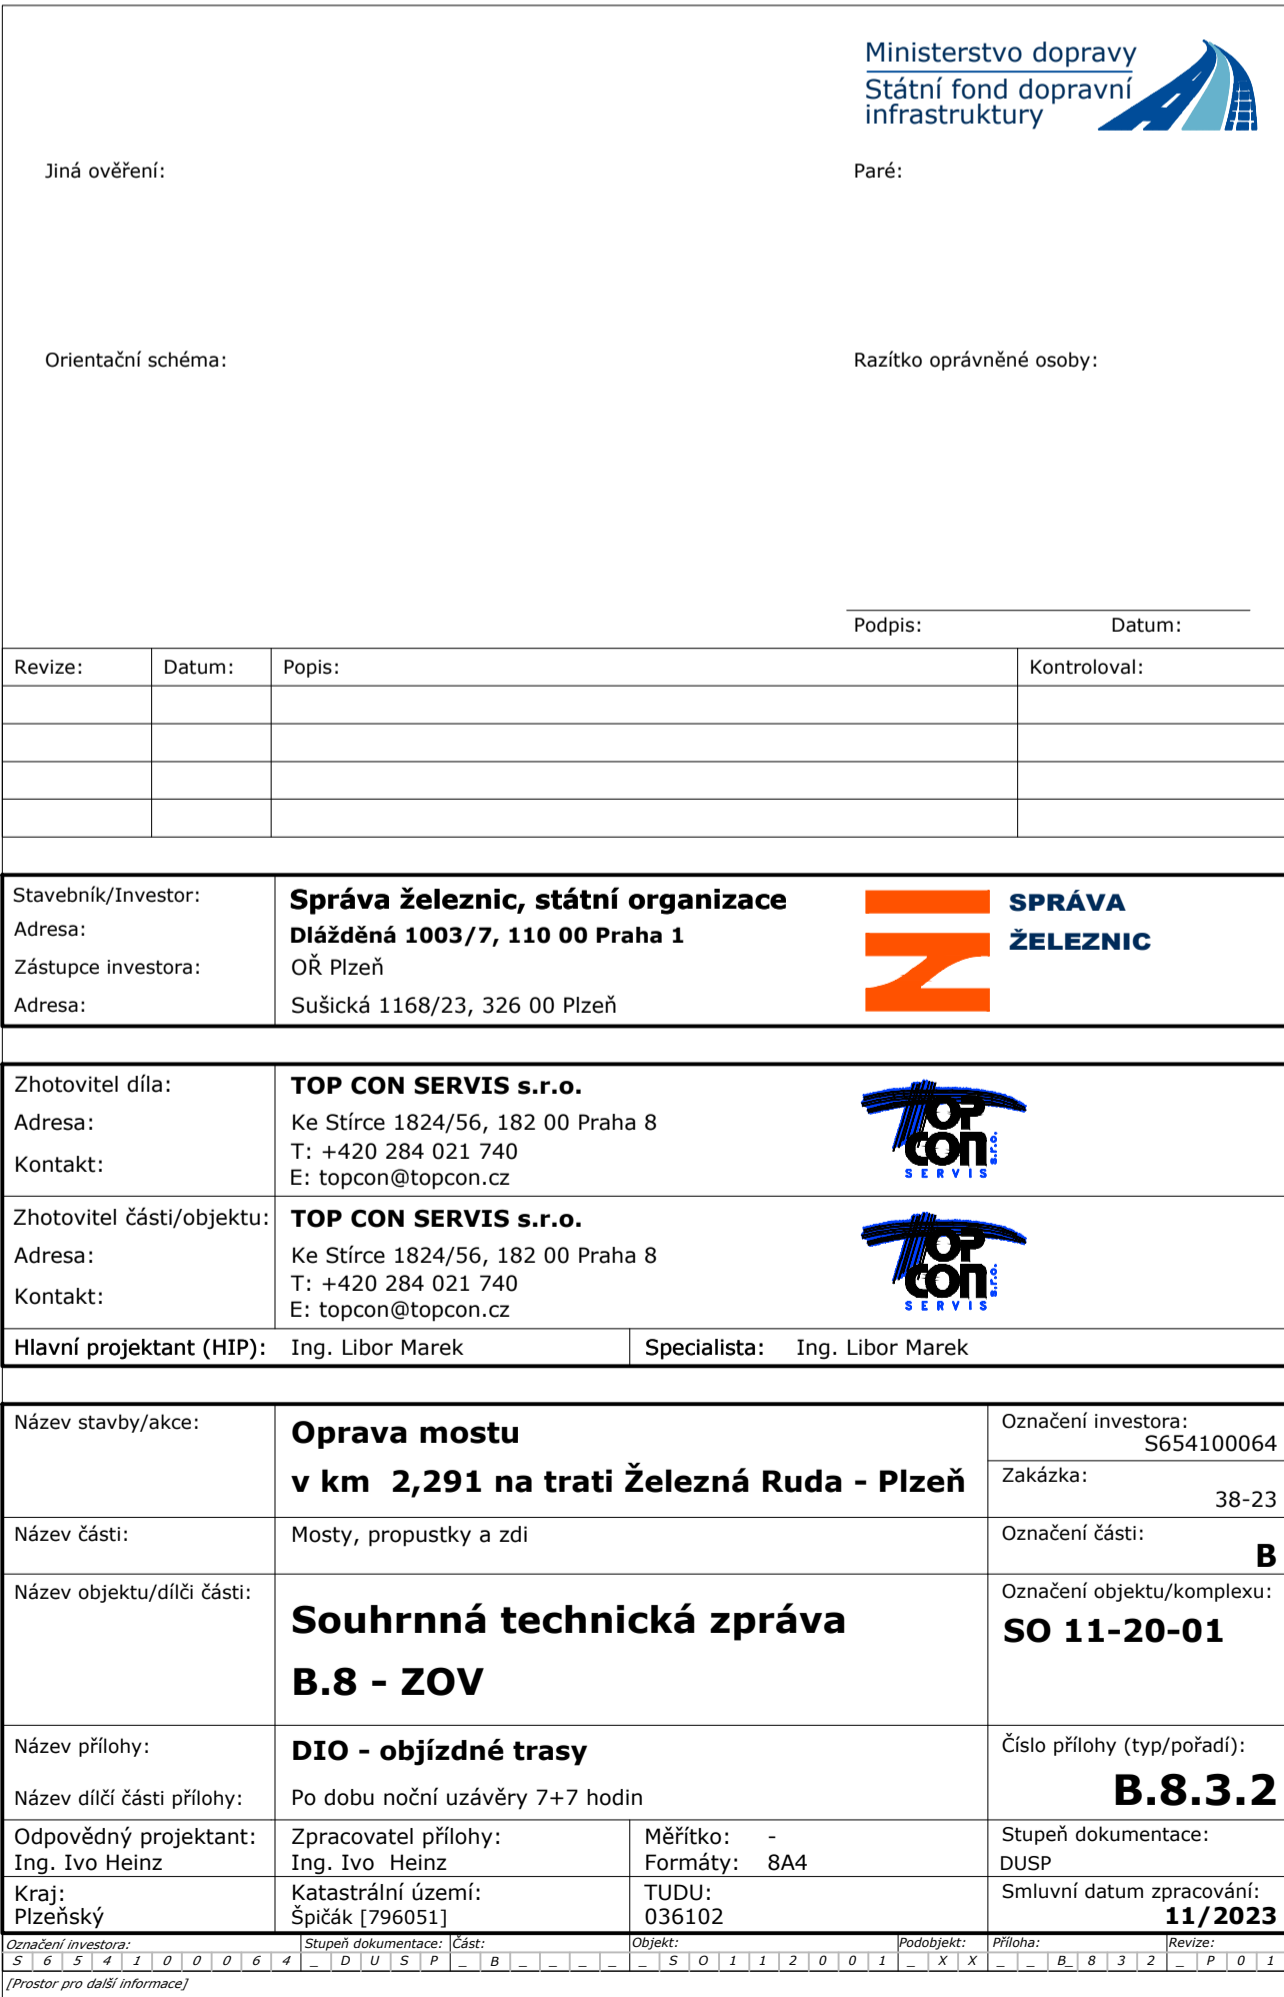 Ministerstvo dopravy
Státní fond dopravní
infrastruktury
Jiná ověření:
Paré:
Orientační schéma:
Razítko oprávněné osoby:
Podpis: Datum:
Revize: Datum: Popis: Kontroloval:
Stavebník/Investor: Správa železnic, státní organizace
SPRÁVA
ŽELEZNIC
Adresa: Dlážděná 1003/7, 110 00 Praha 1
Zástupce investora: OŘ Plzeň
Adresa: Sušická 1168/23, 326 00 Plzeň
Zhotovitel díla: TOP CON SERVIS s.r.o.
Adresa: Ke Stírce 1824/56, 182 00 Praha 8
Kontakt: T: +420 284 021 740
E: topcon@topcon.cz
TOP
CON s.r.o.
SERVIS
Zhotovitel části/objektu: TOP CON SERVIS s.r.o.
Adresa: Ke Stírce 1824/56, 182 00 Praha 8
Kontakt: T: +420 284 021 740
E: topcon@topcon.cz
TOP
CON s.r.o.
SERVIS
Hlavní projektant (HIP): Ing. Libor Marek Specialista: Ing. Libor Marek
Název stavby/akce: Oprava mostu
v km 2,291 na trati Železná Ruda - Plzeň
Označení investora:
S654100064
Zakázka:
38-23
Název části: Mosty, propustky a zdi
Označení části:
B
Název objektu/dílči části: Souhrnná technická zpráva
B.8 - ZOV
Označení objektu/komplexu:
SO 11-20-01
Název přílohy: DIO - objízdné trasy
Název dílčí části přílohy: Po dobu noční uzávěry 7+7 hodin
Číslo přílohy (typ/pořadí):
B.8.3.2
Odpovědný projektant: Zpracovatel přílohy: Měřítko: - Stupeň dokumentace:
Ing. Ivo Heinz Ing. Ivo Heinz Formáty: 8A4 DUSP
Kraj: Katastrální území: TUDU: Smluvní datum zpracování:
Plzeňský Špičák [796051] 036102 11/2023
Označení investora: Stupeň dokumentace: Část: Objekt: Podobjekt: Příloha: Revize:
S 6 5 4 1 0 0 0 6 4 _ D U S P _ B _ _ _ _ _ S O 1 1 2 0 0 1 _ X X _ _ B_ 8 3 2 _ P 0 1
[Prostor pro další informace]